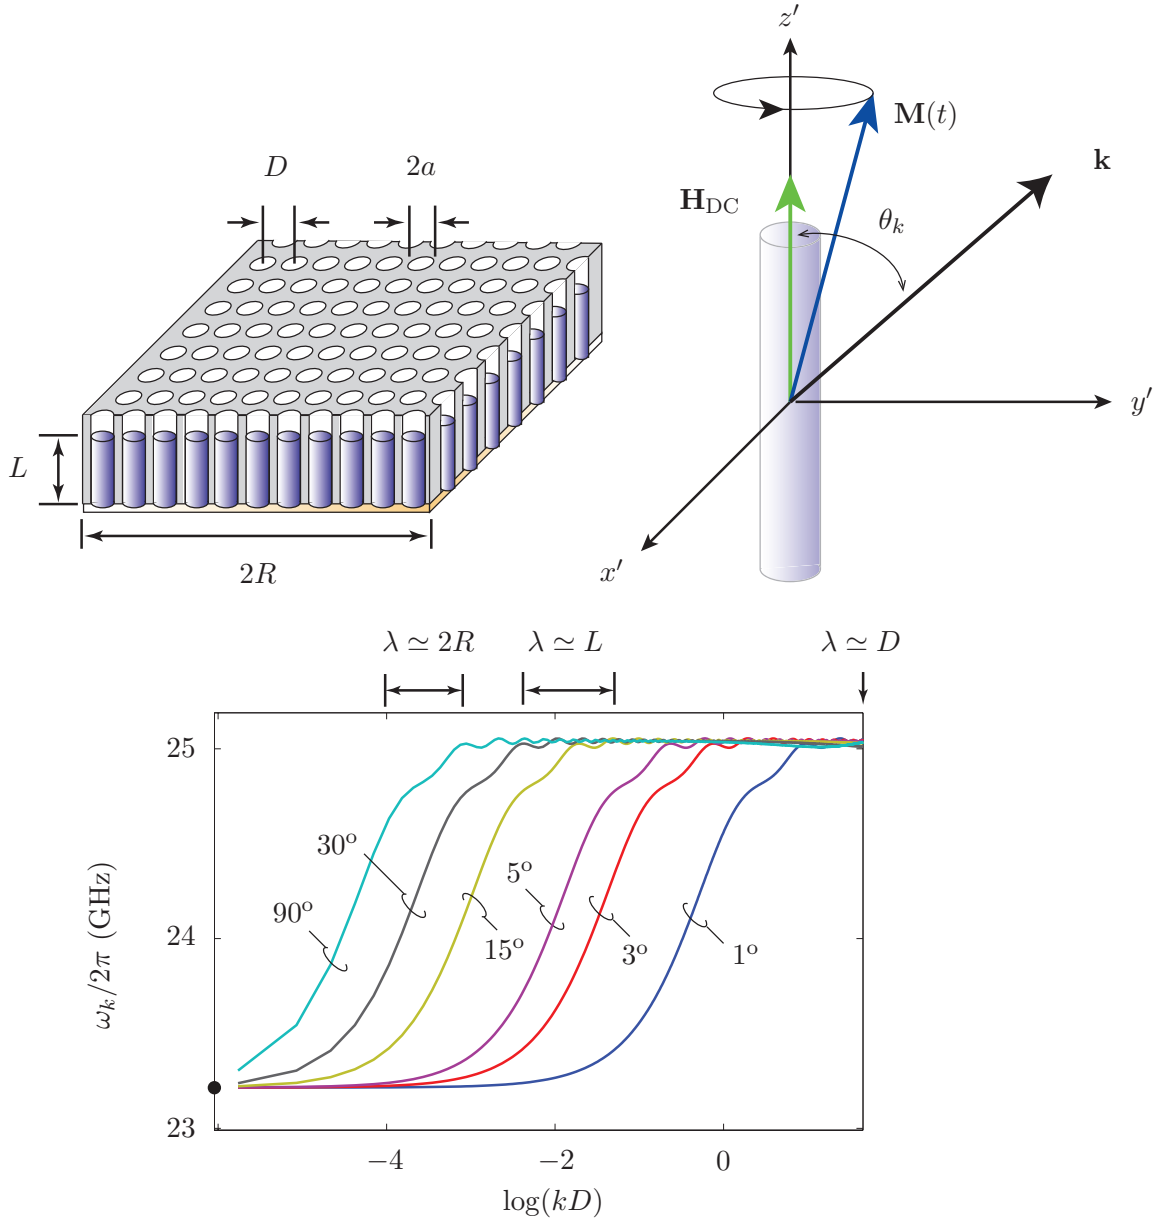 D
2a
L
2R
z′
M(t)
k
H_DC
θ_k
y′
x′
λ ≃ 2R
λ ≃ L
λ ≃ D
25
24
23
ω_k/2π (GHz)
90°
30°
15°
5°
3°
1°
−4
−2
0
log(kD)